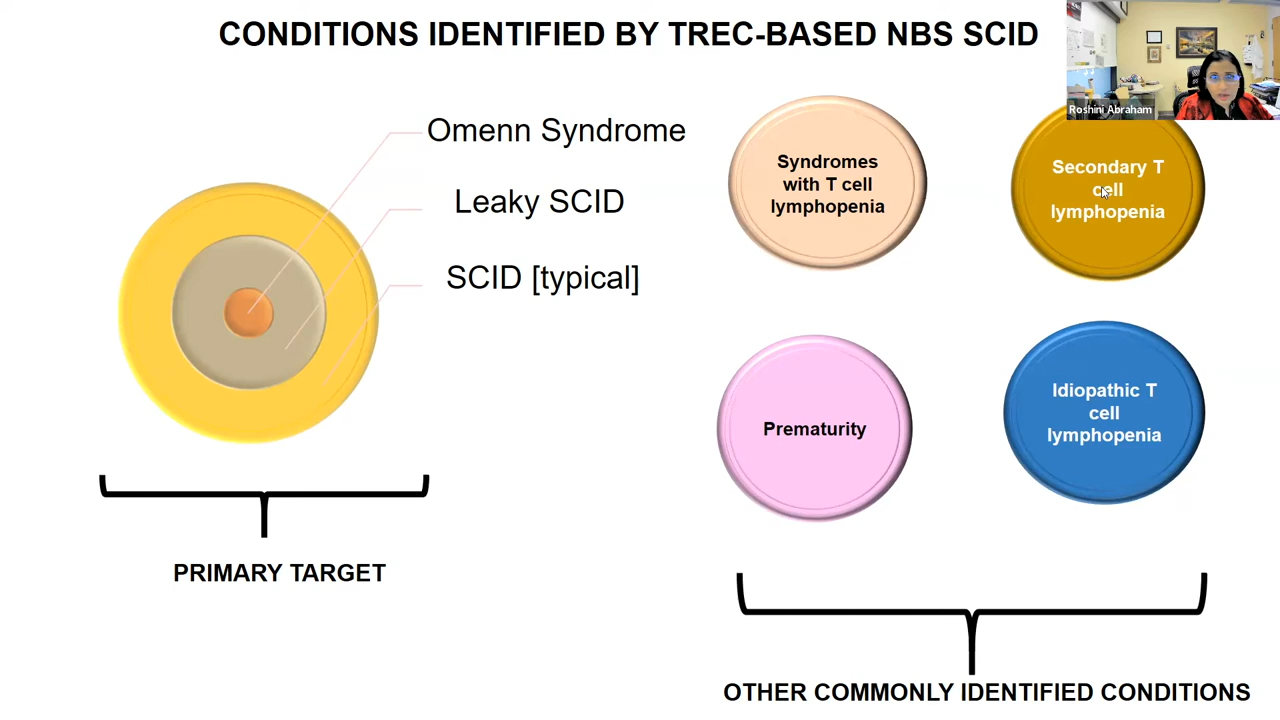 CONDITIONS IDENTIFIED BY TREC-BASED NBS SCID
Roshini Abraham
Omenn Syndrome
Leaky SCID
SCID [typical]
PRIMARY TARGET
Syndromes
with T cell
lymphopenia
Secondary T
cell
lymphopenia
Prematurity
Idiopathic T
cell
lymphopenia
OTHER COMMONLY IDENTIFIED CONDITIONS